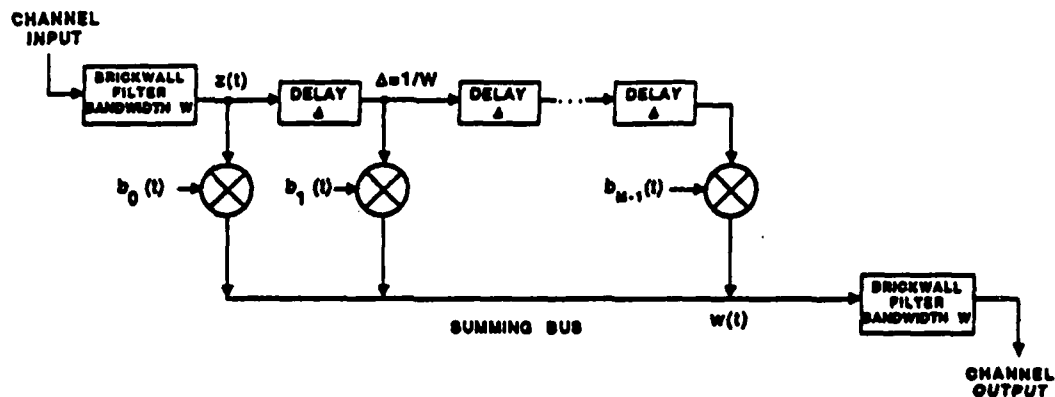 CHANNEL
INPUT
BRICKWALL
FILTER
BANDWIDTH W
z(t)
DELAY
Δ
Δ=1/W
DELAY
Δ
...
DELAY
Δ
b₀(t)
b₁(t)
b_M-1(t)
SUMMING BUS
w(t)
BRICKWALL
FILTER
BANDWIDTH W
CHANNEL
OUTPUT